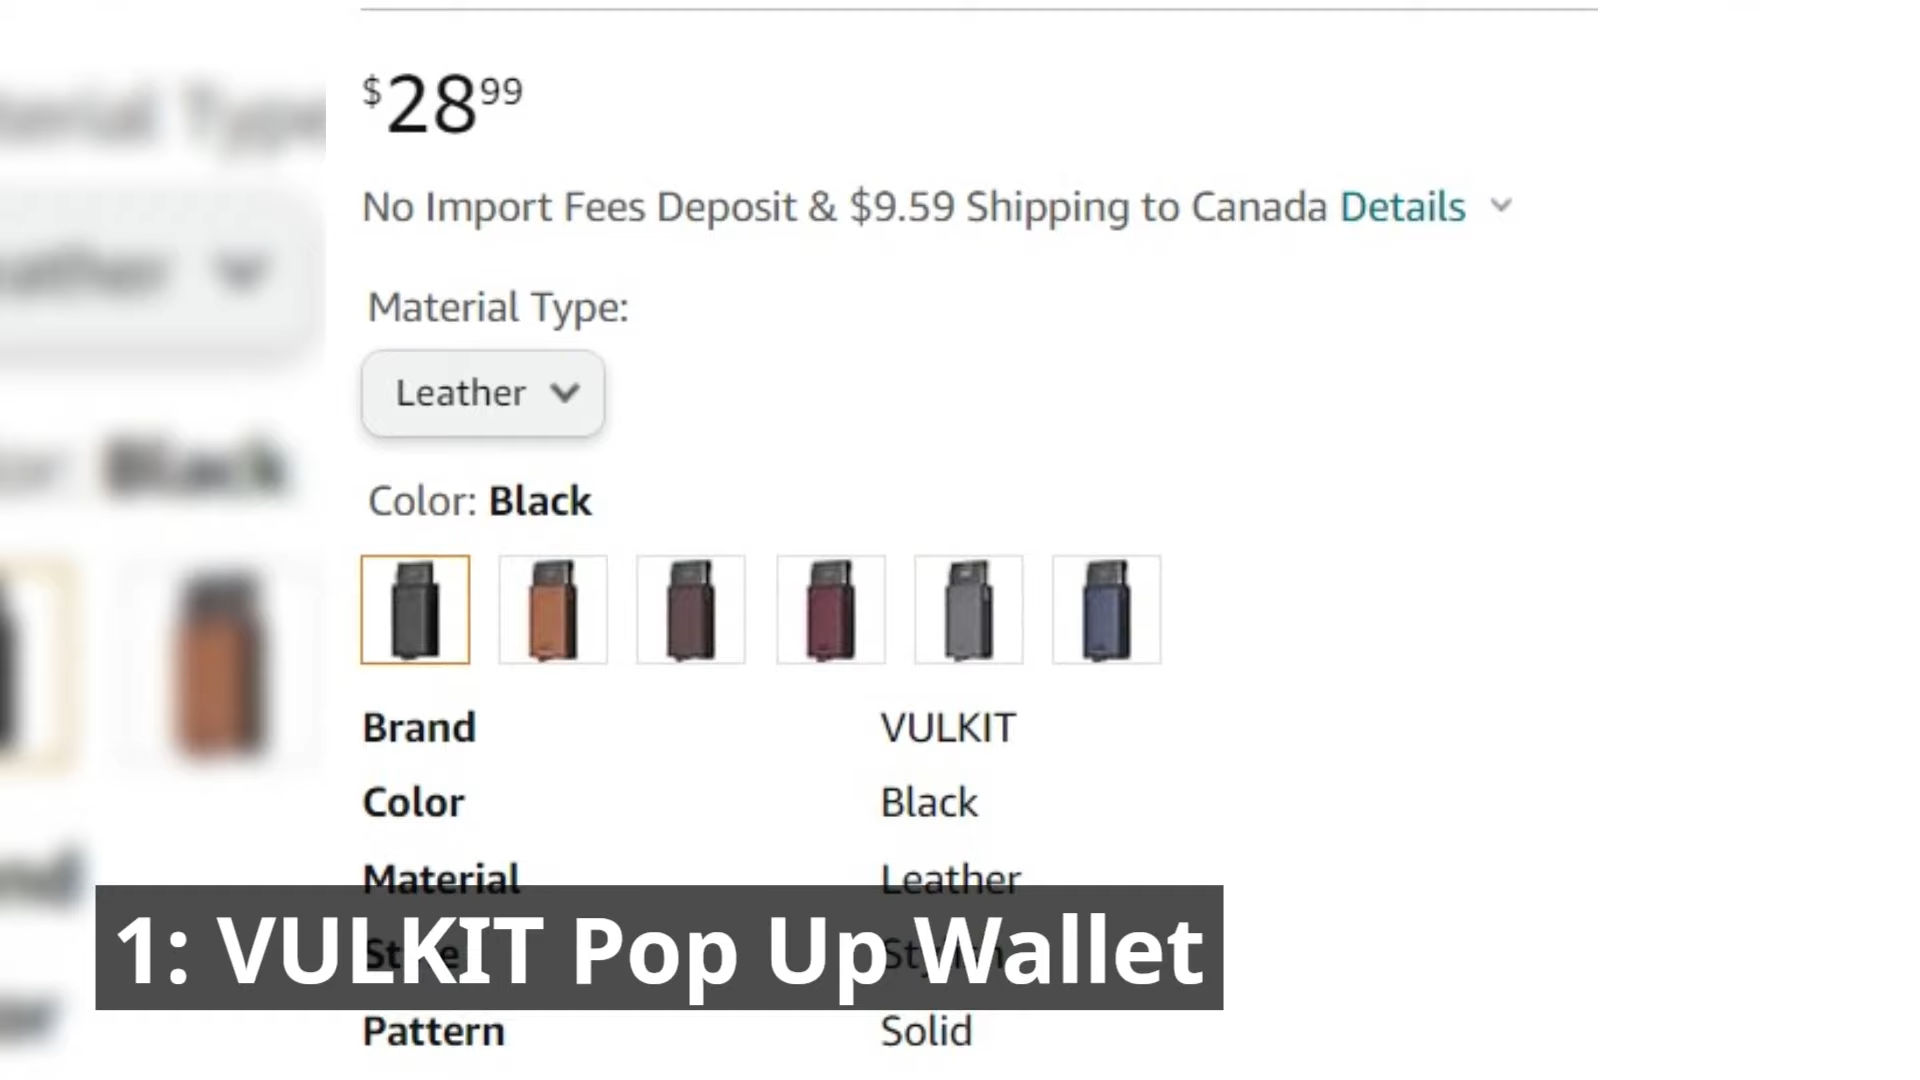 $28.99
No Import Fees Deposit & $9.59 Shipping to Canada Details
Material Type:
Leather
Color: Black
Brand VULKIT
Color Black
Material Leather
1: VULKIT Pop Up Wallet
Pattern Solid